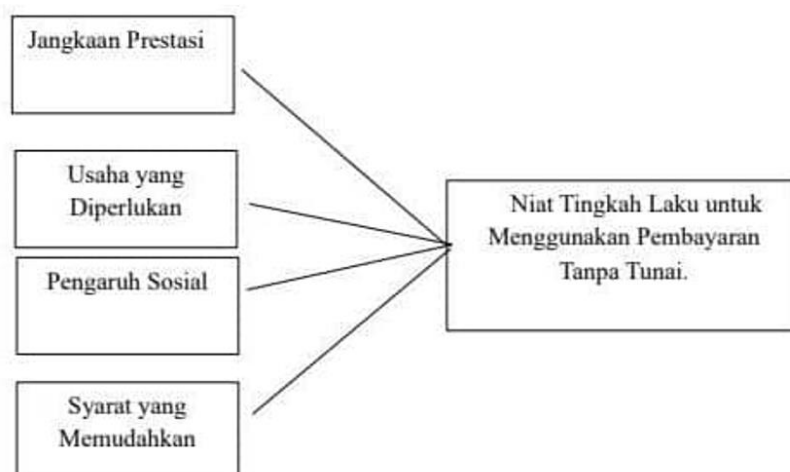 Jangkaan Prestasi
Usaha yang
Diperlukan
Pengaruh Sosial
Syarat yang
Memudahkan
Niat Tingkah Laku untuk
Menggunakan Pembayaran
Tanpa Tunai.